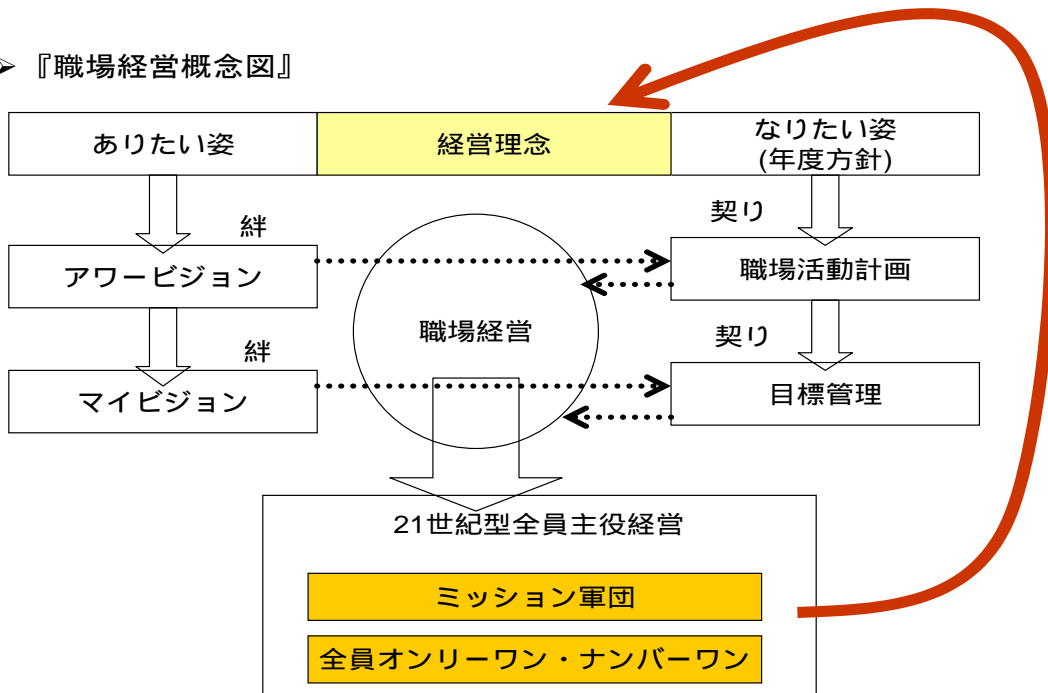 『職場経営概念図』
ありたい姿
経営理念
なりたい姿
(年度方針)
絆
契り
アワービジョン
職場活動計画
職場経営
絆
契り
マイビジョン
目標管理
21世紀型全員主役経営
ミッション軍団
全員オンリーワン・ナンバーワン